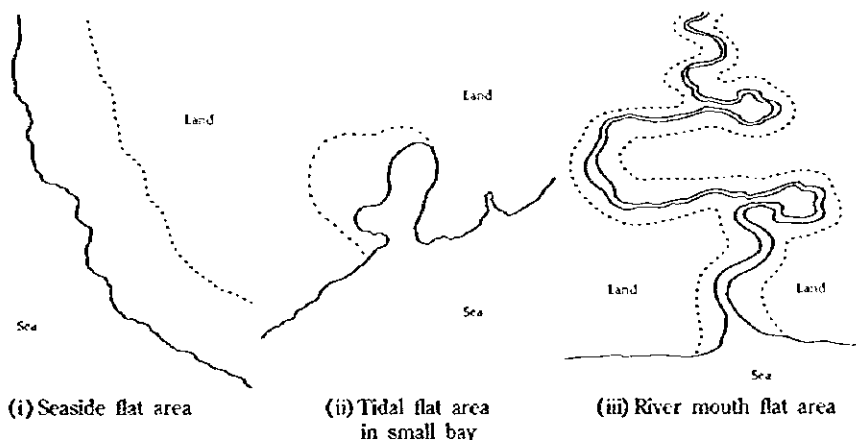 Land
Sea
(i) Seaside flat area
Land
Sea
(ii) Tidal flat area
in small bay
Land
Land
Sea
(iii) River mouth flat area